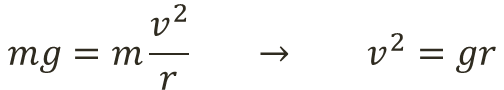 mg = m v²/r → v² = gr